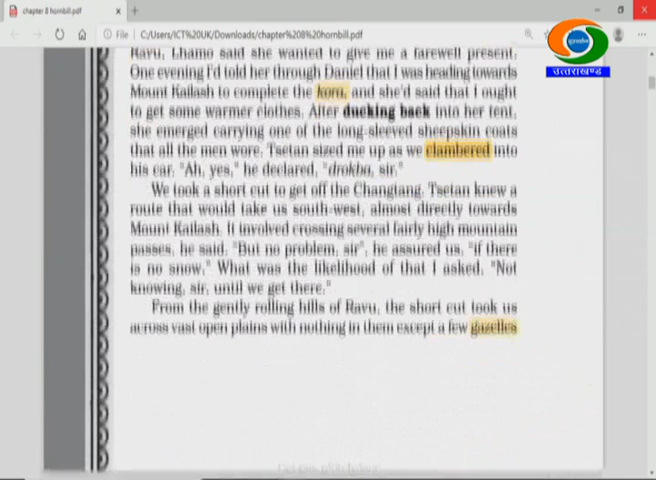 chapter 8 hornbill.pdf
File
C:/Users/ICT%20UK/Downloads/chapter%208%20hornbill.pdf
उत्तराखण्ड
Ravu, Lhamo said she wanted to give me a farewell present.
One evening I'd told her through Daniel that I was heading towards
Mount Kailash to complete the kora, and she'd said that I ought
to get some warmer clothes. After ducking back into her tent,
she emerged carrying one of the long-sleeved sheepskin coats
that all the men wore. Tsetan sized me up as we clambered into
his car. "Ah, yes," he declared, "drokba, sir."
We took a short cut to get off the Changtang. Tsetan knew a
route that would take us south-west, almost directly towards
Mount Kailash. It involved crossing several fairly high mountain
passes, he said. "But no problem, sir", he assured us, "if there
is no snow." What was the likelihood of that I asked. "Not
knowing, sir, until we get there."
From the gently rolling hills of Ravu, the short cut took us
across vast open plains with nothing in them except a few gazelles